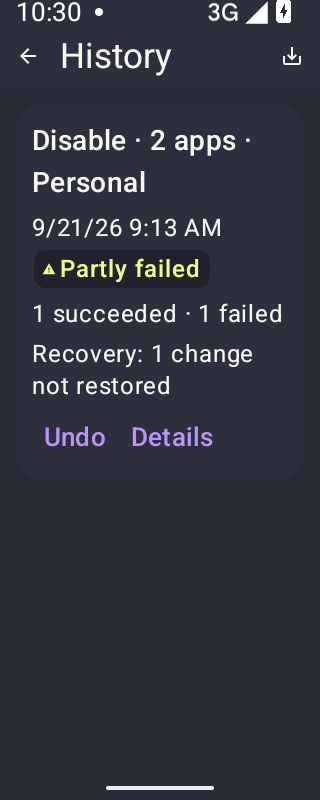 10:30
3G
History
Disable · 2 apps ·
Personal
9/21/26 9:13 AM
Partly failed
1 succeeded · 1 failed
Recovery: 1 change
not restored
Undo Details